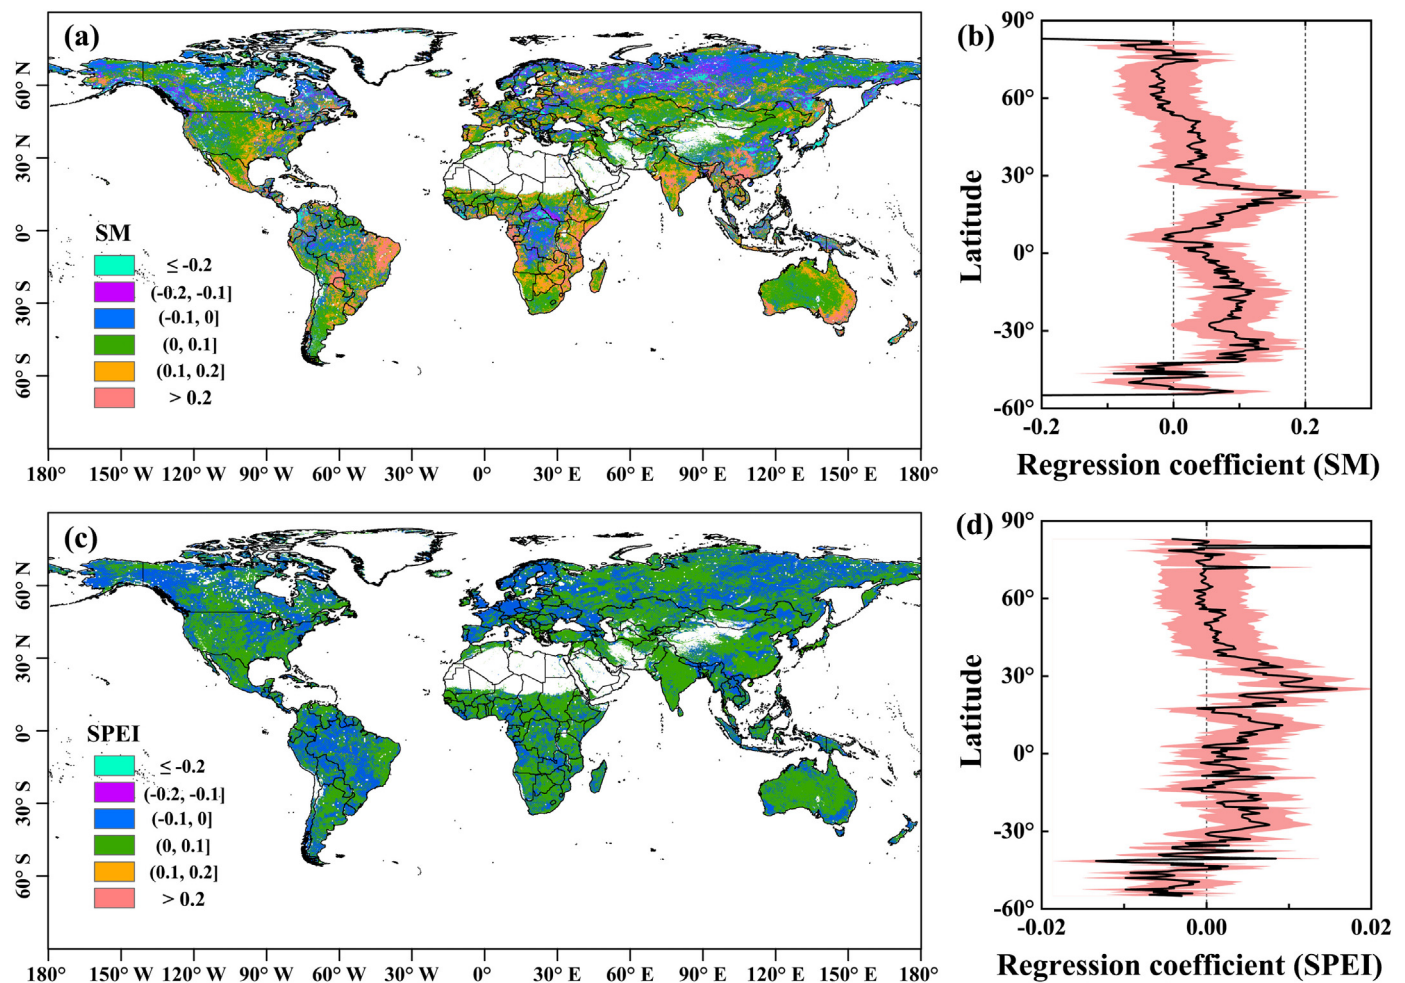 (a)
60° N
30° N
0°
30° S
60° S
SM
≤ -0.2
(-0.2, -0.1]
(-0.1, 0]
(0, 0.1]
(0.1, 0.2]
> 0.2
180° 150° W 120° W 90° W 60° W 30° W 0° 30° E 60° E 90° E 120° E 150° E 180°
(b)
90°
60°
30°
0°
-30°
-60°
Latitude
-0.2 0.0 0.2
Regression coefficient (SM)
(c)
60° N
30° N
0°
30° S
60° S
SPEI
≤ -0.2
(-0.2, -0.1]
(-0.1, 0]
(0, 0.1]
(0.1, 0.2]
> 0.2
180° 150° W 120° W 90° W 60° W 30° W 0° 30° E 60° E 90° E 120° E 150° E 180°
(d)
90°
60°
30°
0°
-30°
-60°
Latitude
-0.02 0.00 0.02
Regression coefficient (SPEI)